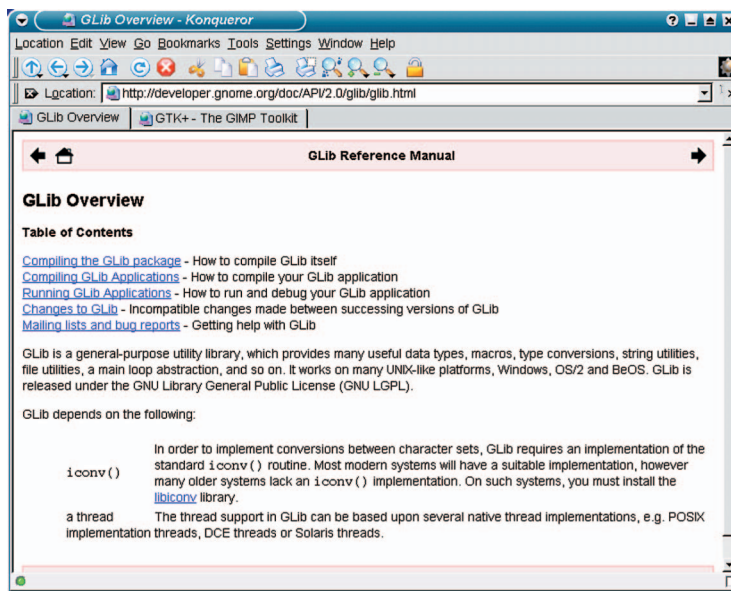 GLib Overview - Konqueror
Location Edit View Go Bookmarks Tools Settings Window Help
Location: http://developer.gnome.org/doc/API/2.0/glib/glib.html
GLib Overview GTK+ - The GIMP Toolkit
GLib Reference Manual
GLib Overview
Table of Contents
Compiling the GLib package - How to compile GLib itself
Compiling GLib Applications - How to compile your GLib application
Running GLib Applications - How to run and debug your GLib application
Changes to GLib - Incompatible changes made between successing versions of GLib
Mailing lists and bug reports - Getting help with GLib
GLib is a general-purpose utility library, which provides many useful data types, macros, type conversions, string utilities,
file utilities, a main loop abstraction, and so on. It works on many UNIX-like platforms, Windows, OS/2 and BeOS. GLib is
released under the GNU Library General Public License (GNU LGPL).
GLib depends on the following:
In order to implement conversions between character sets, GLib requires an implementation of the
iconv() standard iconv() routine. Most modern systems will have a suitable implementation, however
many older systems lack an iconv() implementation. On such systems, you must install the
libiconv library.
a thread The thread support in GLib can be based upon several native thread implementations, e.g. POSIX
implementation threads, DCE threads or Solaris threads.